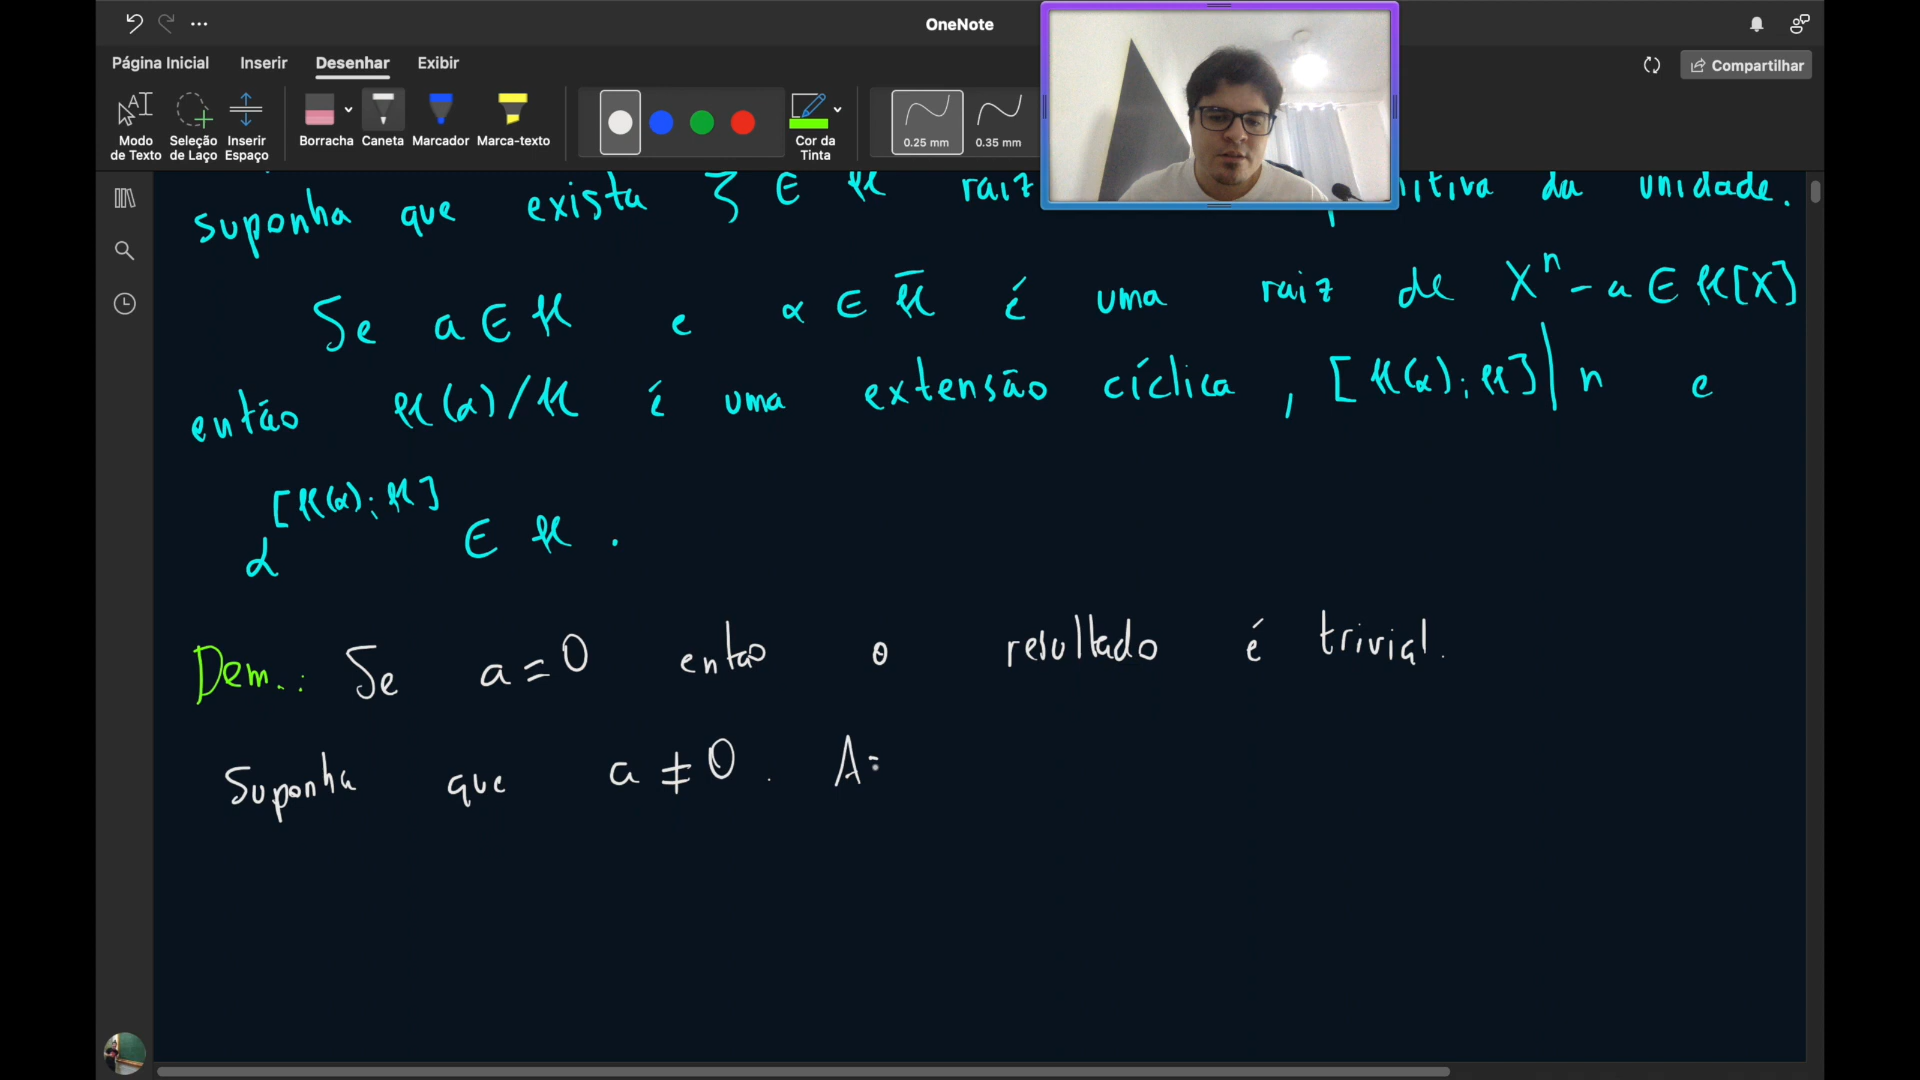 OneNote
Página Inicial Inserir Desenhar Exibir
Compartilhar
Modo de Texto
Seleção de Laço
Inserir Espaço
Borracha
Caneta
Marcador
Marca-texto
Cor da Tinta
0.25 mm
0.35 mm
suponha que exista ζ ∈ K raiz da unidade.
Se a ∈ K e α ∈ K̄ é uma raiz de X^n - a ∈ K[X]
então K(α)/K é uma extensão cíclica, [K(α):K] | n e
α^[K(α):K] ∈ K.
Dem.: Se a = 0 então o resultado é trivial.
Suponha que a ≠ 0. A